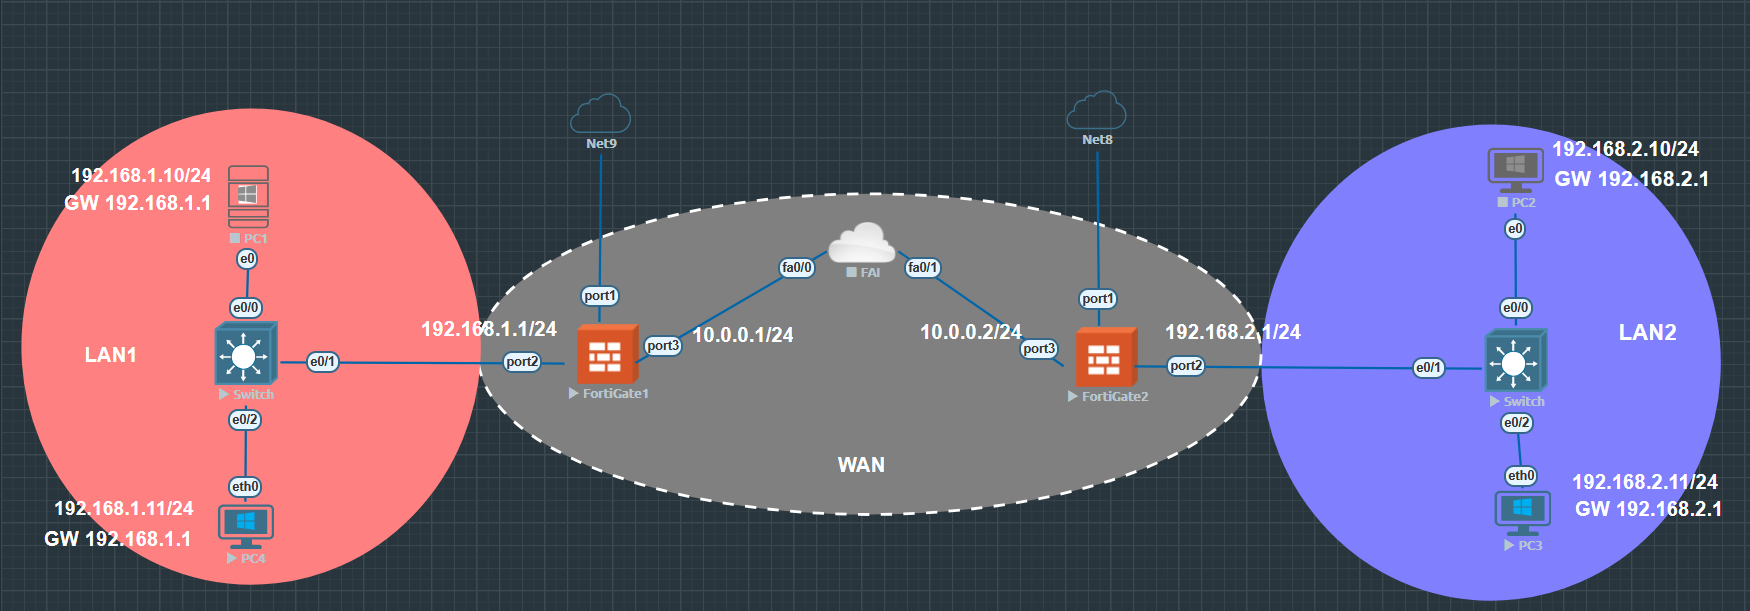 Net9
Net8
192.168.1.10/24
GW 192.168.1.1
PC1
e0
e0/0
LAN1
Switch
e0/1
e0/2
eth0
192.168.1.11/24
GW 192.168.1.1
PC4
192.168.1.1/24
port2
port1
FortiGate1
port3
10.0.0.1/24
fa0/0
FAI
fa0/1
WAN
10.0.0.2/24
port3
port1
FortiGate2
192.168.2.1/24
port2
192.168.2.10/24
GW 192.168.2.1
PC2
e0
e0/0
LAN2
e0/1
Switch
e0/2
eth0
192.168.2.11/24
GW 192.168.2.1
PC3